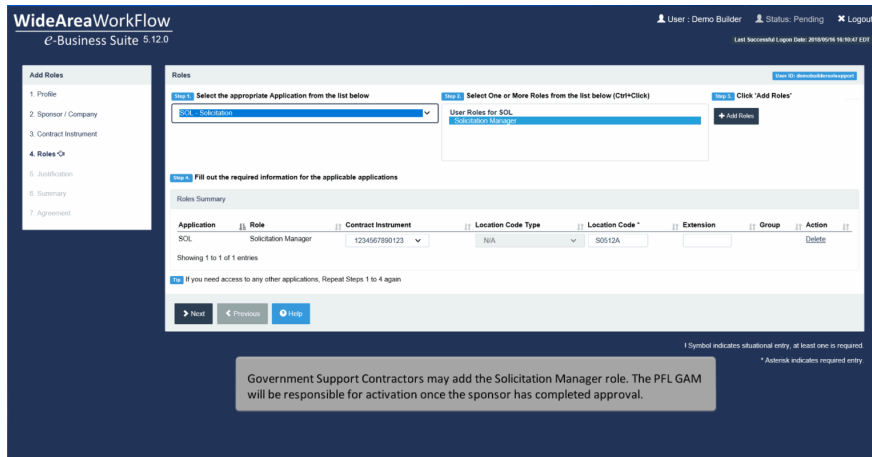 WideAreaWorkFlow
e-Business Suite 5.12.0
User : Demo Builder Status: Pending Logout
Last Successful Logon Date: 2018/05/16 16:10:47 EDT
Add Roles
1. Profile
2. Sponsor / Company
3. Contract Instrument
4. Roles
5. Justification
6. Summary
7. Agreement
Roles
User ID: demobuildersolsupport
Step 1. Select the appropriate Application from the list below
SOL - Solicitation
Step 2. Select One or More Roles from the list below (Ctrl+Click)
User Roles for SOL
Solicitation Manager
Step 3. Click 'Add Roles'
+ Add Roles
Step 4. Fill out the required information for the applicable applications
Roles Summary
Application Role Contract Instrument Location Code Type Location Code * Extension Group Action
SOL Solicitation Manager 1234567890123 N/A S0512A Delete
Showing 1 to 1 of 1 entries
Tip If you need access to any other applications, Repeat Steps 1 to 4 again
Next Previous Help
! Symbol indicates situational entry, at least one is required.
* Asterisk indicates required entry.
Government Support Contractors may add the Solicitation Manager role. The PFL GAM
will be responsible for activation once the sponsor has completed approval.